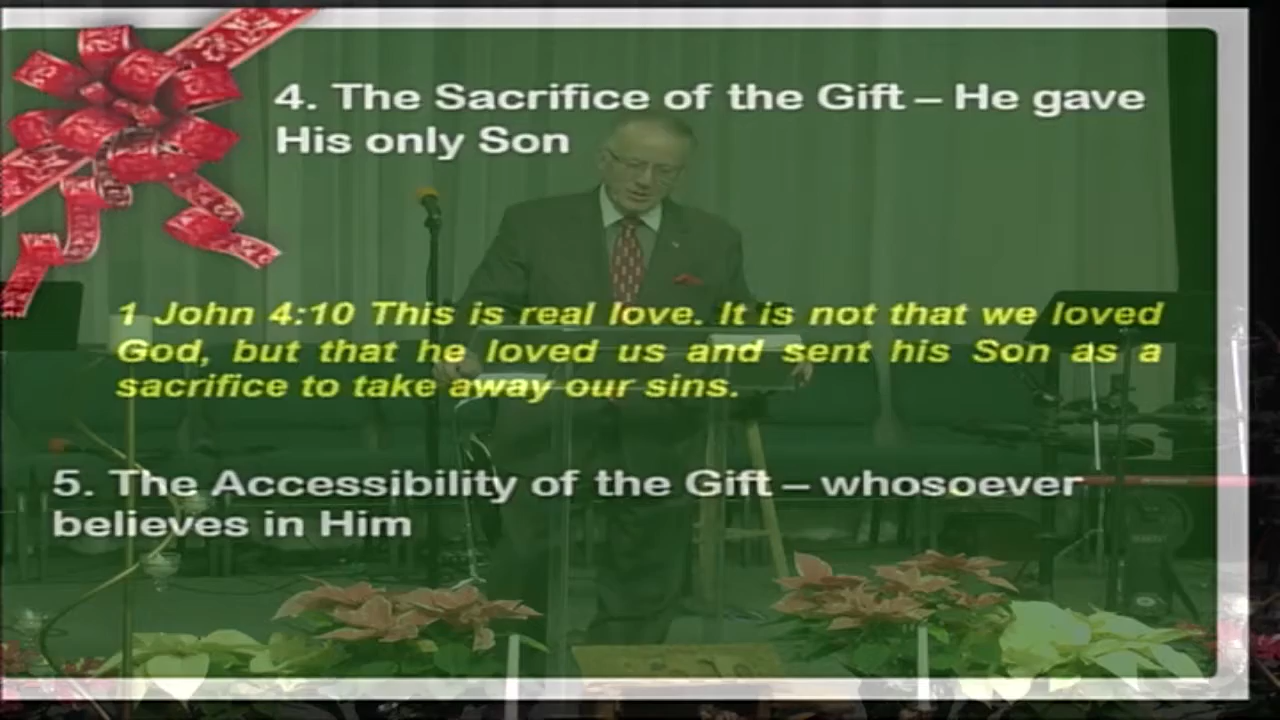 4. The Sacrifice of the Gift – He gave
His only Son
1 John 4:10 This is real love. It is not that we loved
God, but that he loved us and sent his Son as a
sacrifice to take away our sins.
5. The Accessibility of the Gift – whosoever
believes in Him